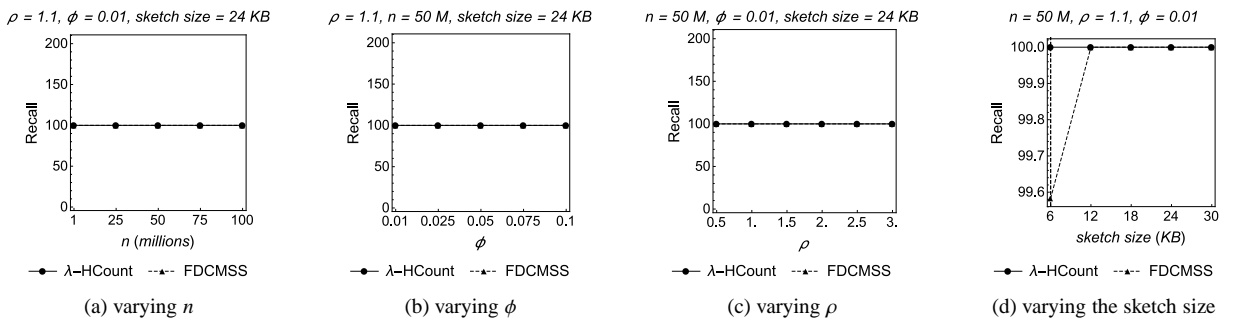 ρ = 1.1, ϕ = 0.01, sketch size = 24 KB
200
150
100
50
0
Recall
1 25 50 75 100
n (millions)
λ–HCount FDCMSS
(a) varying n
ρ = 1.1, n = 50 M, sketch size = 24 KB
200
150
100
50
0
Recall
0.01 0.025 0.05 0.075 0.1
ϕ
λ–HCount FDCMSS
(b) varying ϕ
n = 50 M, ϕ = 0.01, sketch size = 24 KB
200
150
100
50
0
Recall
0.5 1. 1.5 2. 2.5 3.
ρ
λ–HCount FDCMSS
(c) varying ρ
n = 50 M, ρ = 1.1, ϕ = 0.01
100.0
99.9
99.8
99.7
99.6
Recall
6 12 18 24 30
sketch size (KB)
λ–HCount FDCMSS
(d) varying the sketch size